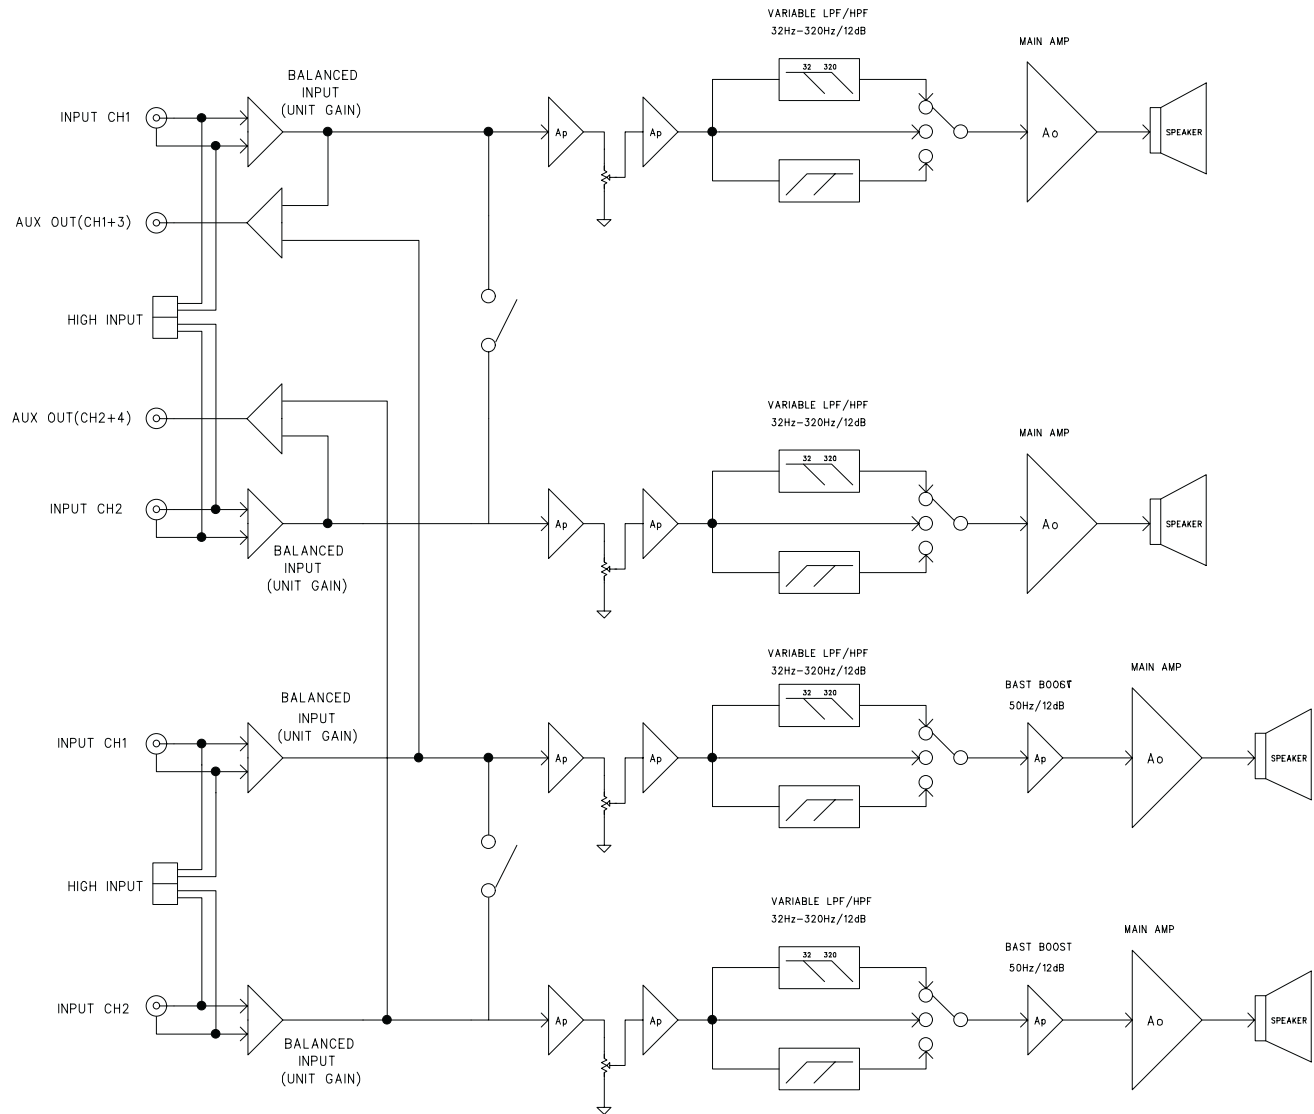 VARIABLE LPF/HPF
32Hz-320Hz/12dB
MAIN AMP
BALANCED
INPUT
(UNIT GAIN)
INPUT CH1
32 320
Ap
Ap
Ao
SPEAKER
AUX OUT(CH1+3)
HIGH INPUT
AUX OUT(CH2+4)
VARIABLE LPF/HPF
32Hz-320Hz/12dB
MAIN AMP
32 320
INPUT CH2
Ap
Ap
Ao
SPEAKER
BALANCED
INPUT
(UNIT GAIN)
VARIABLE LPF/HPF
32Hz-320Hz/12dB
MAIN AMP
BAST BOOST
50Hz/12dB
BALANCED
INPUT
(UNIT GAIN)
32 320
INPUT CH1
Ap
Ap
Ap
Ao
SPEAKER
HIGH INPUT
VARIABLE LPF/HPF
32Hz-320Hz/12dB
MAIN AMP
BAST BOOST
50Hz/12dB
32 320
INPUT CH2
Ap
Ap
Ap
Ao
SPEAKER
BALANCED
INPUT
(UNIT GAIN)